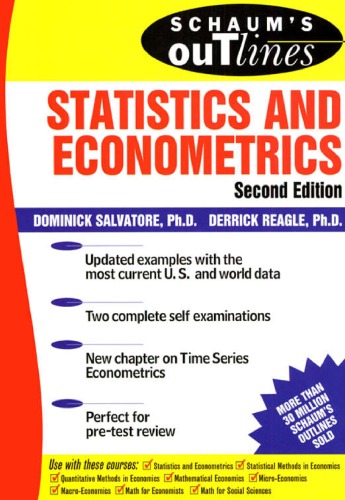 SCHAUM'S
ouTlines
STATISTICS AND
ECONOMETRICS
Second Edition
DOMINICK SALVATORE, Ph.D. DERRICK REAGLE, Ph.D.
Updated examples with the
most current U.S. and world data
Two complete self examinations
New chapter on Time Series
Econometrics
Perfect for
pre-test review
MORE THAN
30 MILLION
SCHAUM'S
OUTLINES
SOLD
Use with these courses: Statistics and Econometrics Statistical Methods in Economics
Quantitative Methods in Economics Mathematical Economics Micro-Economics
Macro-Economics Math for Economists Math for Social Sciences